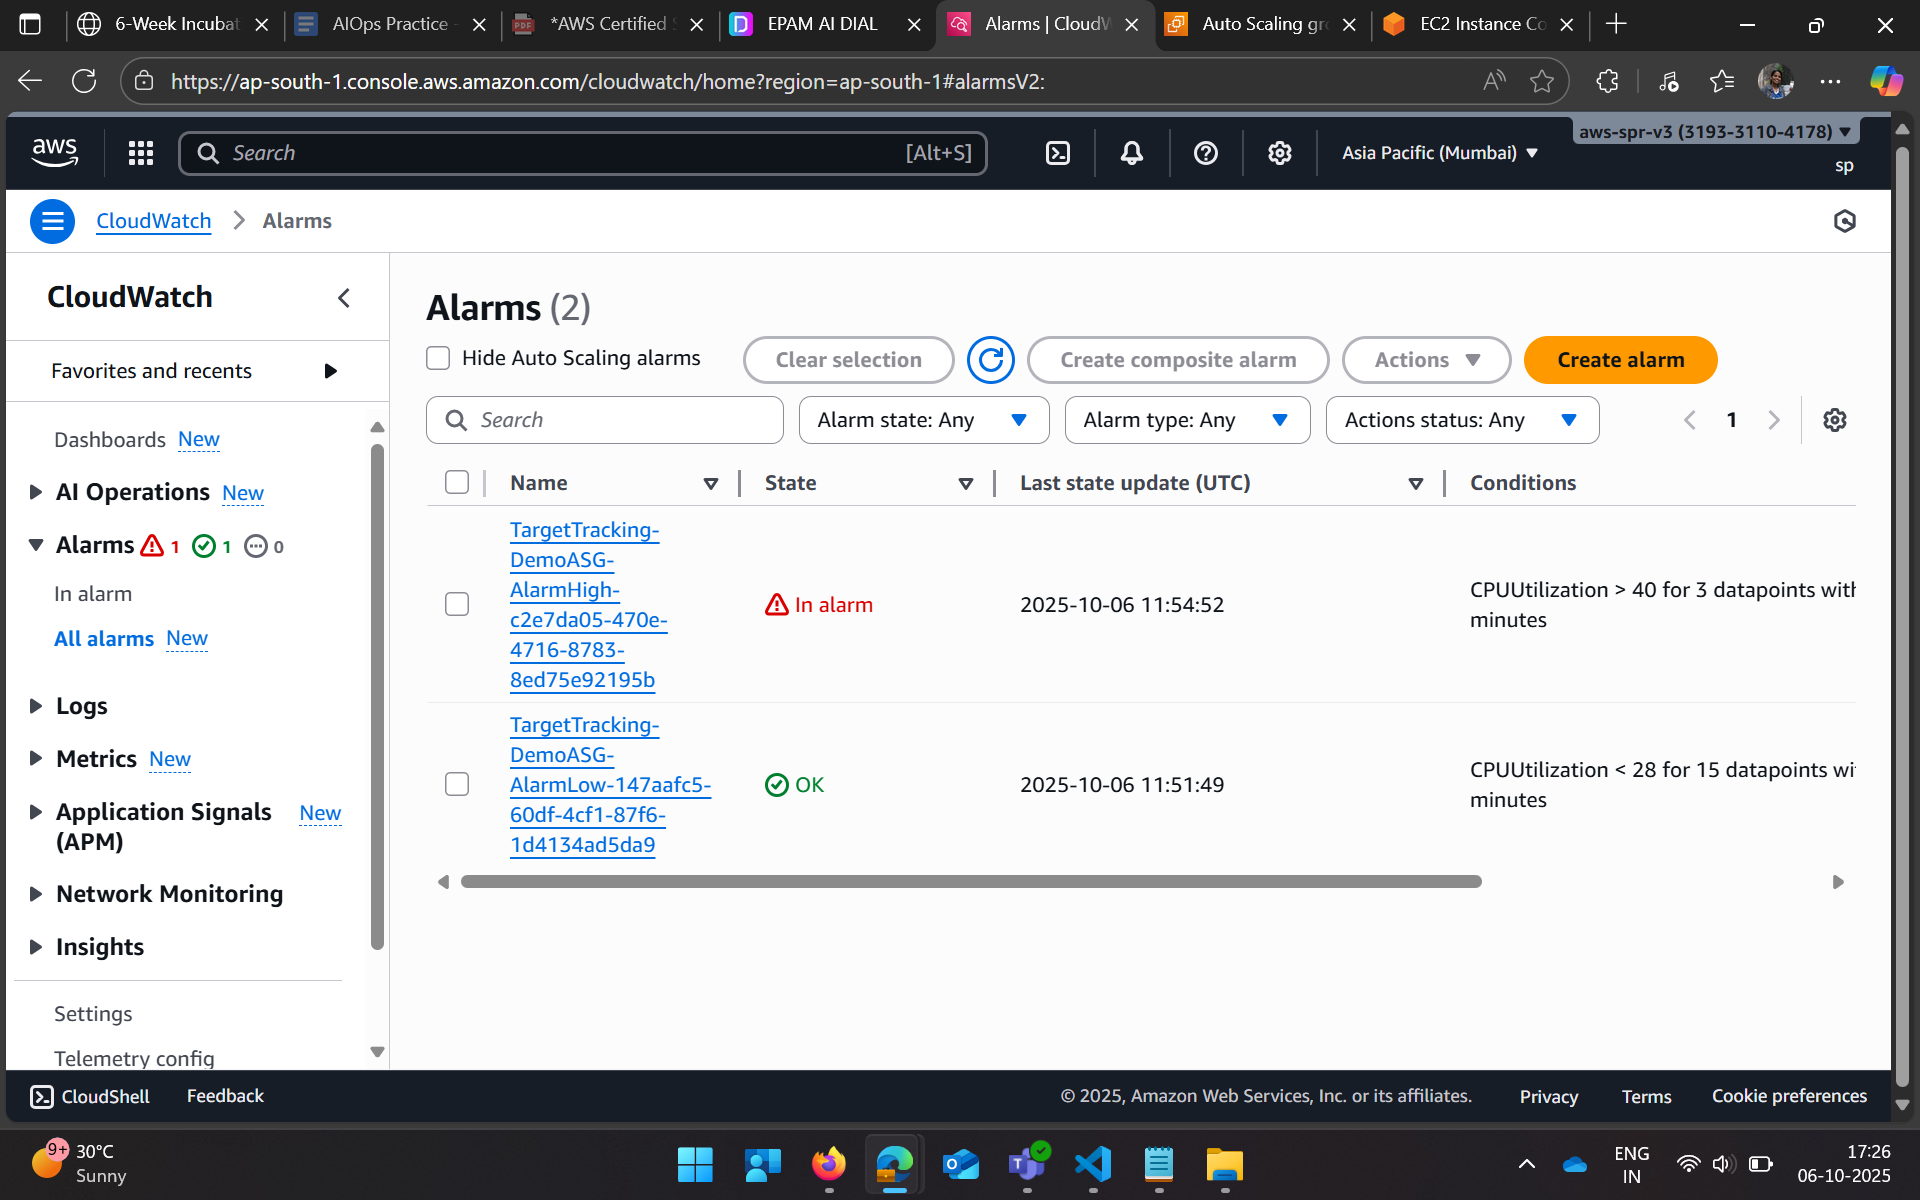 6-Week Incubat
AIOps Practice -
*AWS Certified S
EPAM AI DIAL
Alarms | CloudW
Auto Scaling gro
EC2 Instance Co
https://ap-south-1.console.aws.amazon.com/cloudwatch/home?region=ap-south-1#alarmsV2:
aws
Search
[Alt+S]
Asia Pacific (Mumbai)
aws-spr-v3 (3193-3110-4178)
sp
CloudWatch
Alarms
CloudWatch
Favorites and recents
Dashboards New
AI Operations New
Alarms 1 1 0
In alarm
All alarms New
Logs
Metrics New
Application Signals New
(APM)
Network Monitoring
Insights
Settings
Telemetry config
Alarms (2)
Hide Auto Scaling alarms
Clear selection
Create composite alarm
Actions
Create alarm
Search
Alarm state: Any
Alarm type: Any
Actions status: Any
1
Name
State
Last state update (UTC)
Conditions
TargetTracking-
DemoASG-
AlarmHigh-
c2e7da05-470e-
4716-8783-
8ed75e92195b
In alarm
2025-10-06 11:54:52
CPUUtilization > 40 for 3 datapoints with
minutes
TargetTracking-
DemoASG-
AlarmLow-147aafc5-
60df-4cf1-87f6-
1d4134ad5da9
OK
2025-10-06 11:51:49
CPUUtilization < 28 for 15 datapoints wi
minutes
CloudShell
Feedback
© 2025, Amazon Web Services, Inc. or its affiliates.
Privacy
Terms
Cookie preferences
9+
30°C
Sunny
ENG
IN
17:26
06-10-2025